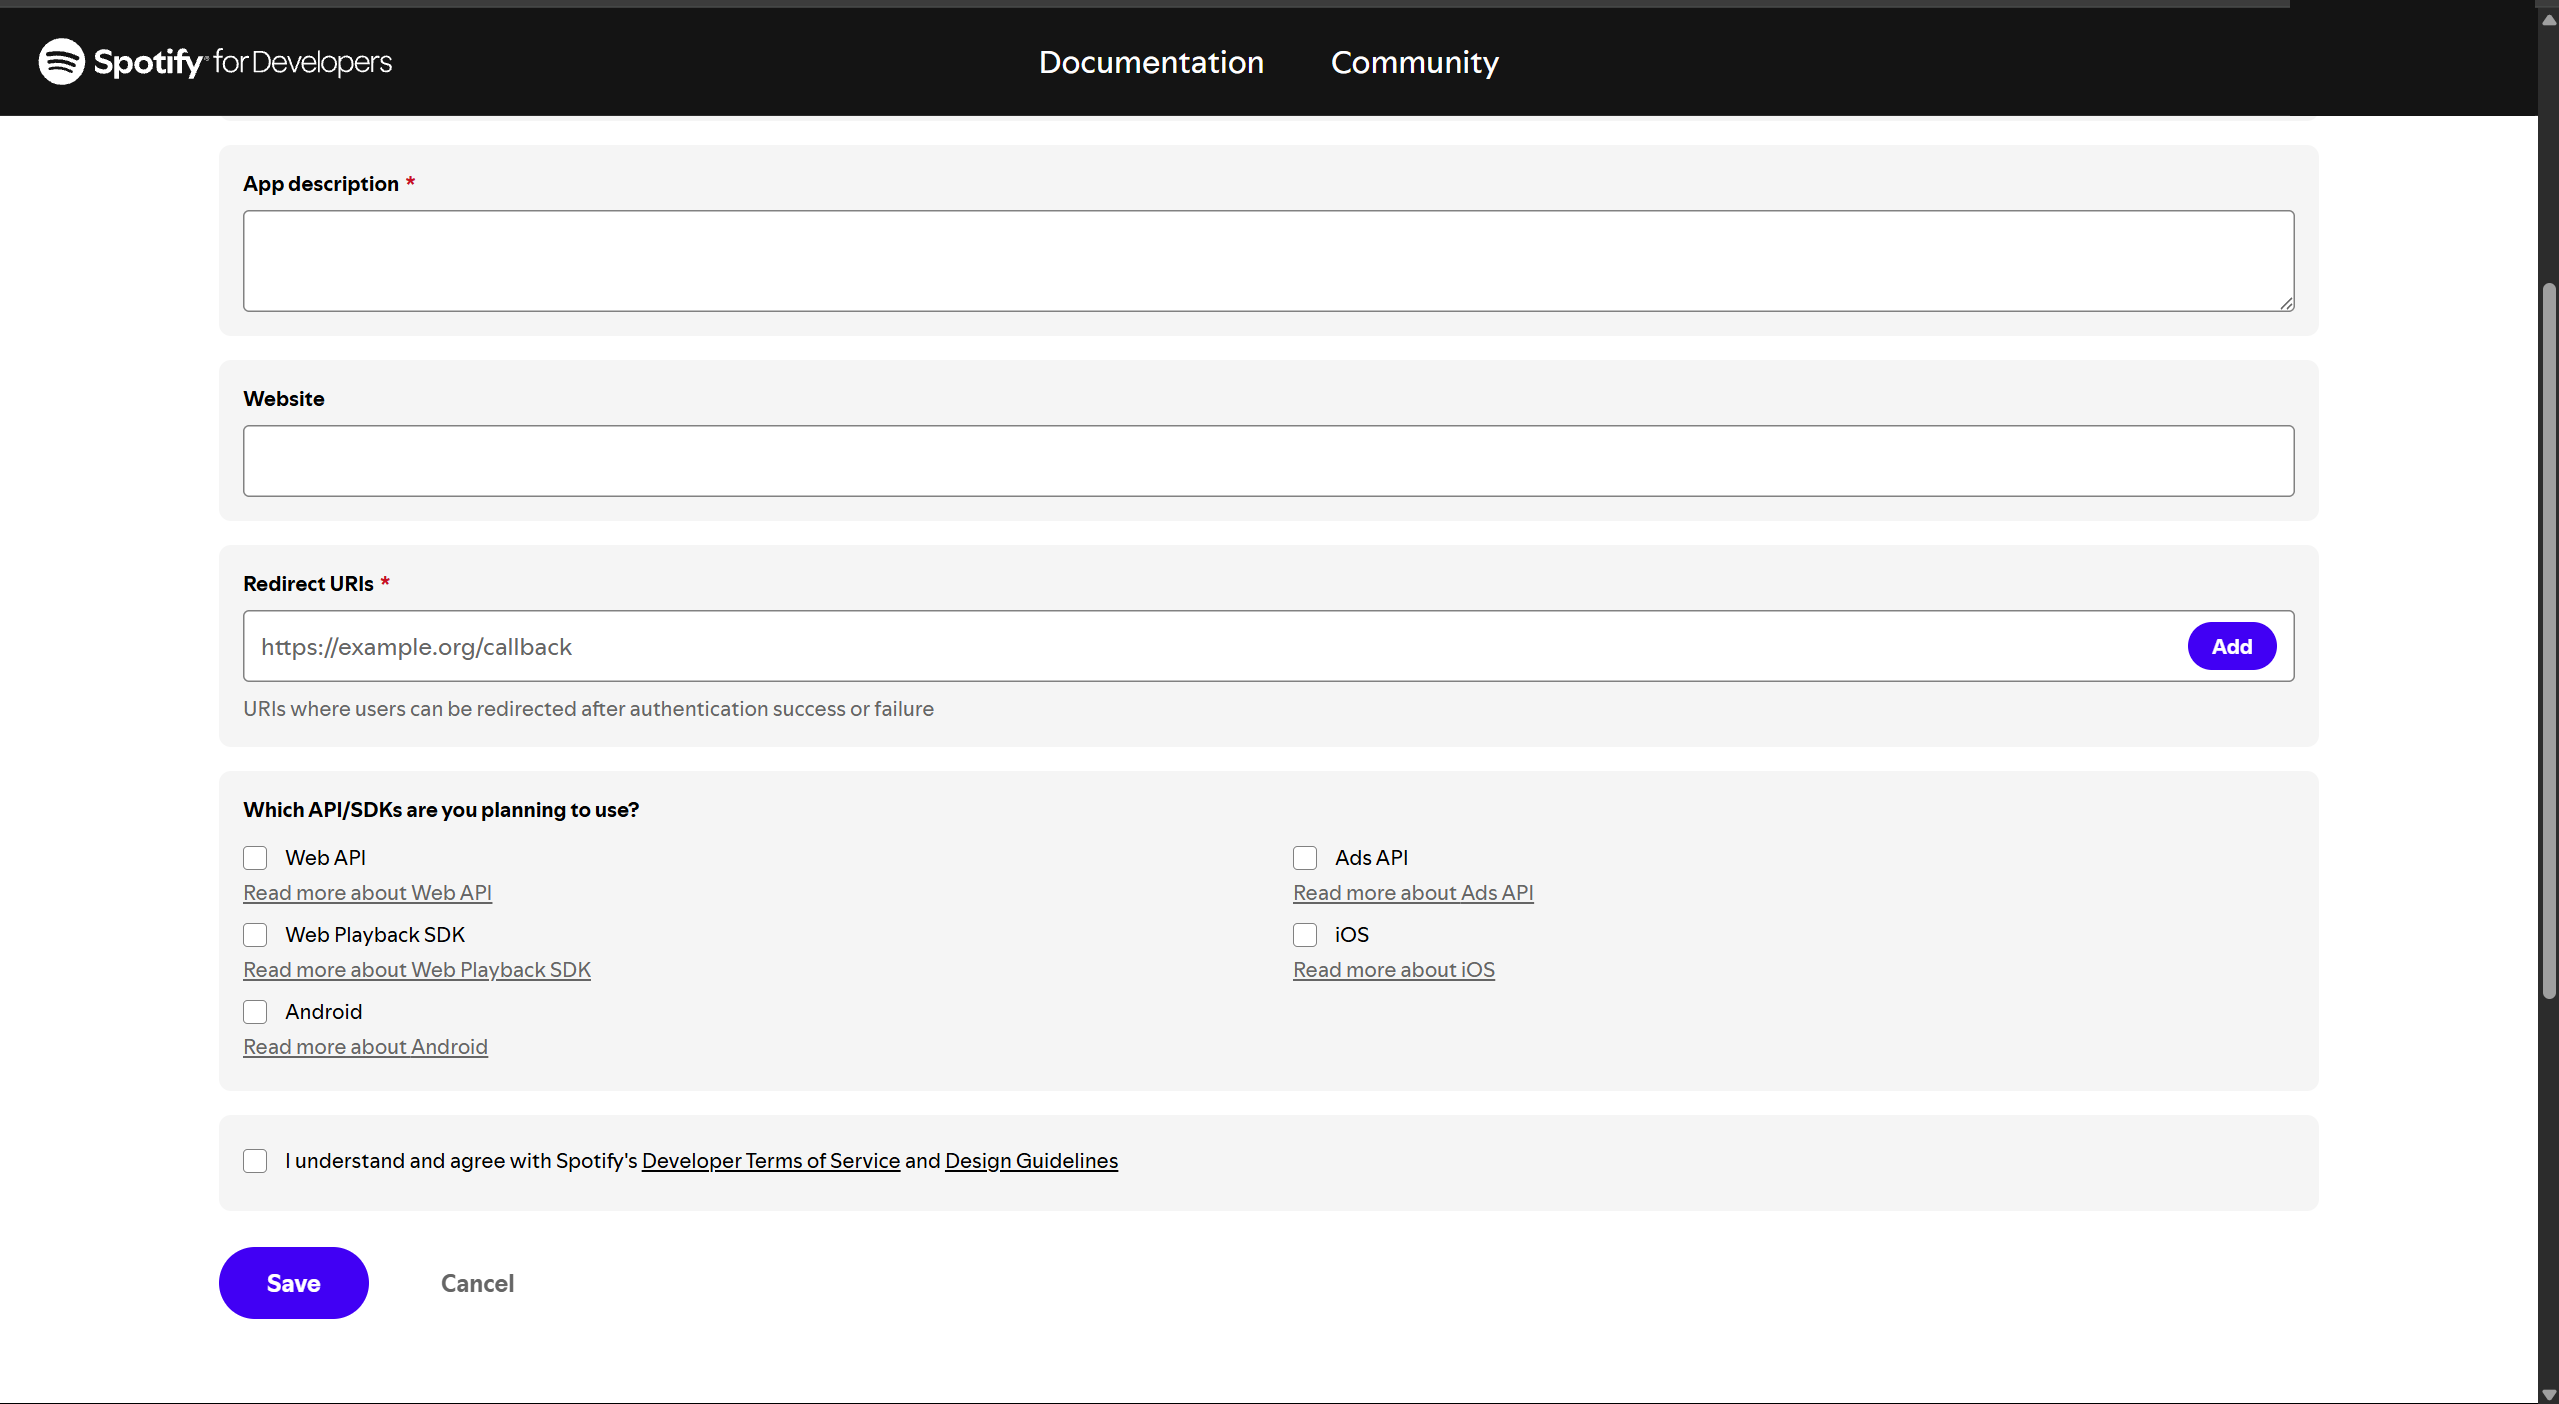 Spotify for Developers
Documentation Community
App description *
Website
Redirect URIs *
https://example.org/callback
Add
URIs where users can be redirected after authentication success or failure
Which API/SDKs are you planning to use?
Web API
Read more about Web API
Ads API
Read more about Ads API
Web Playback SDK
Read more about Web Playback SDK
iOS
Read more about iOS
Android
Read more about Android
I understand and agree with Spotify's Developer Terms of Service and Design Guidelines
Save Cancel